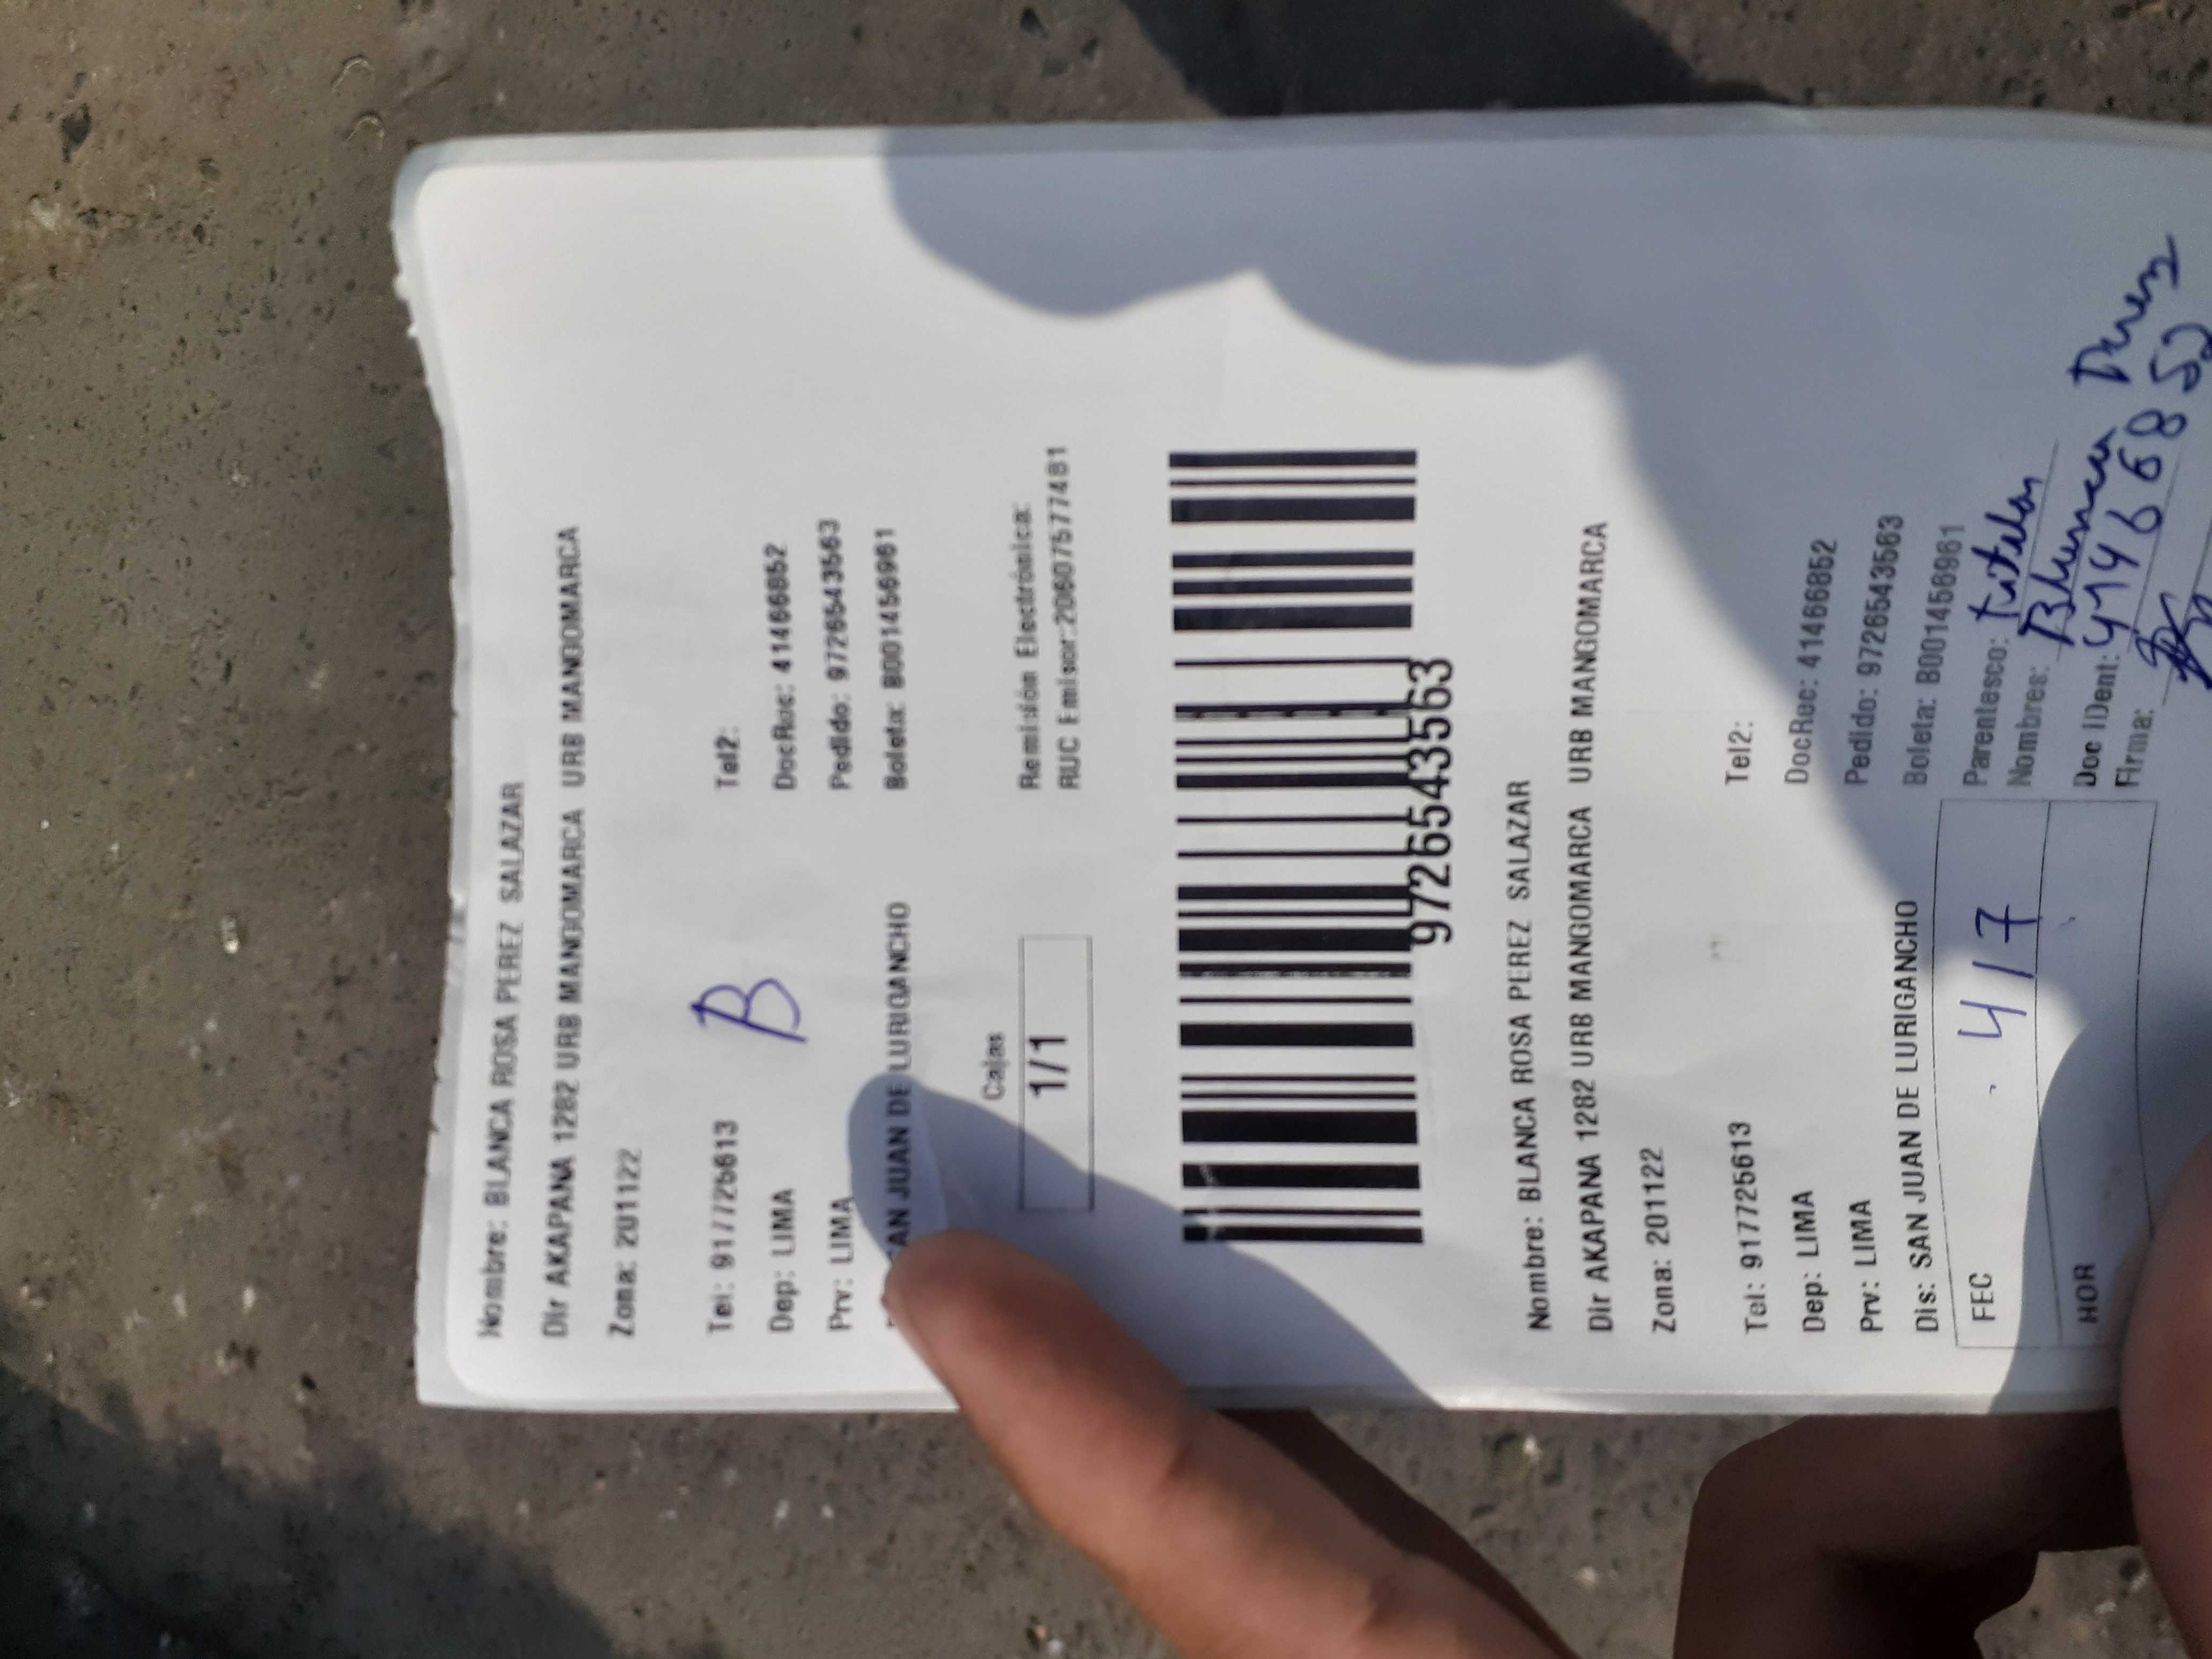 Nombre: BLANCA ROSA PEREZ SALAZAR
Dir AKAPANA 1282 URB MANGOMARCA URB MANGOMARCA
Zona: 201122
Tel: 917725613 Tel2:
Dep: LIMA B DocRec: 41466852
Prv: LIMA Pedido: 972654356​3
SAN JUAN DE LURIGANCHO Boleta: B001456961
Cajas
1/1
Remisión Electrónica:
RUC Emisor:20607577481
9726543563
Nombre: BLANCA ROSA PEREZ SALAZAR
Dir AKAPANA 1282 URB MANGOMARCA URB MANGOMARCA
Zona: 201122
Tel: 917725613 Tel2:
Dep: LIMA DocRec: 41466852
Prv: LIMA Pedido: 9726543563
Dis: SAN JUAN DE LURIGANCHO Boleta: B001456961
FEC 4/7 Parentesco: titular
Nombres:
HOR Doc IDent: 41466852
Firma: